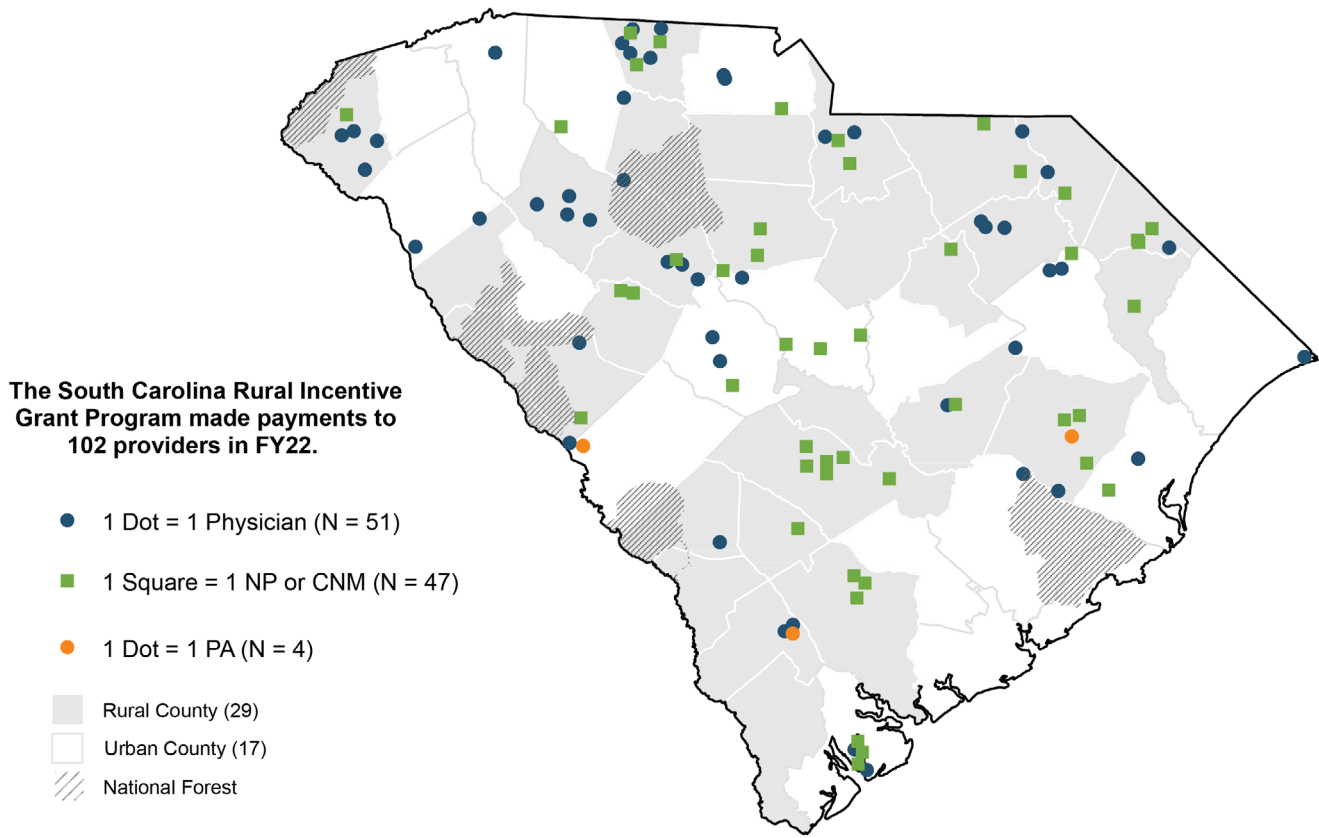 The South Carolina Rural Incentive
Grant Program made payments to
102 providers in FY22.
1 Dot = 1 Physician (N = 51)
1 Square = 1 NP or CNM (N = 47)
1 Dot = 1 PA (N = 4)
Rural County (29)
Urban County (17)
National Forest